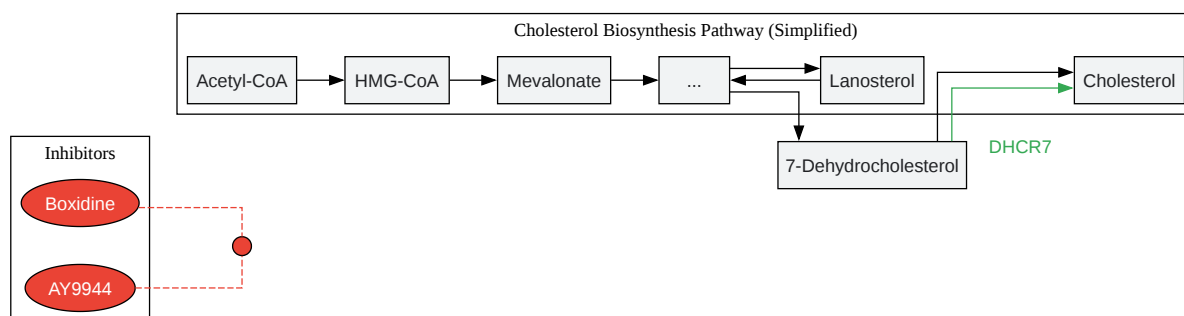 Cholesterol Biosynthesis Pathway (Simplified)
Acetyl-CoA
HMG-CoA
Mevalonate
...
Lanosterol
Cholesterol
7-Dehydrocholesterol
DHCR7
Inhibitors
Boxidine
AY9944